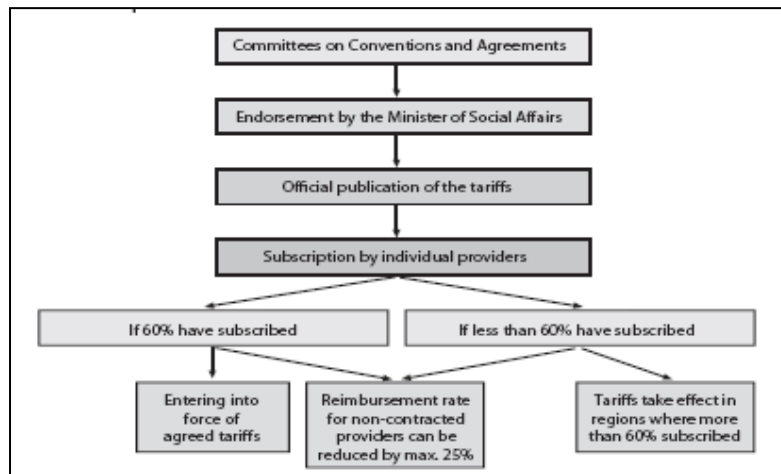 Committees on Conventions and Agreements
Endorsement by the Minister of Social Affairs
Official publication of the tariffs
Subscription by individual providers
If 60% have subscribed
If less than 60% have subscribed
Entering into
force of
agreed tariffs
Reimbursement rate
for non-contracted
providers can be
reduced by max. 25%
Tariffs take effect in
regions where more
than 60% subscribed